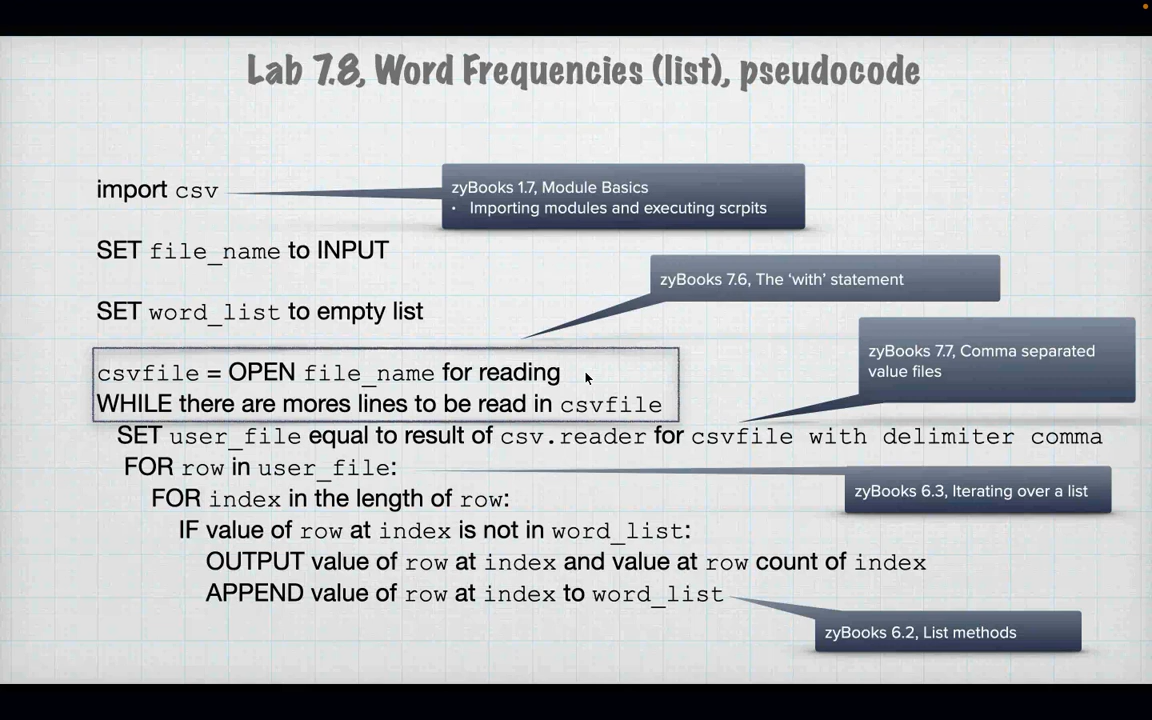 Lab 7.8, Word Frequencies (list), pseudocode
import csv
zyBooks 1.7, Module Basics
• Importing modules and executing scrpits
SET file_name to INPUT
zyBooks 7.6, The ‘with’ statement
SET word_list to empty list
zyBooks 7.7, Comma separated
value files
csvfile = OPEN file_name for reading
WHILE there are mores lines to be read in csvfile
SET user_file equal to result of csv.reader for csvfile with delimiter comma
FOR row in user_file:
zyBooks 6.3, Iterating over a list
FOR index in the length of row:
IF value of row at index is not in word_list:
OUTPUT value of row at index and value at row count of index
APPEND value of row at index to word_list
zyBooks 6.2, List methods